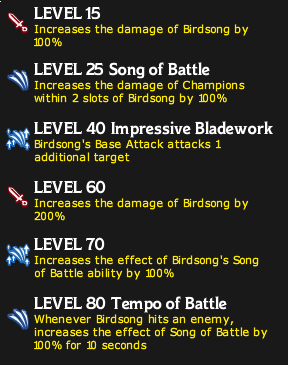 LEVEL 15
Increases the damage of Birdsong by
100%
LEVEL 25 Song of Battle
Increases the damage of Champions
within 2 slots of Birdsong by 100%
LEVEL 40 Impressive Bladework
Birdsong's Base Attack attacks 1
additional target
LEVEL 60
Increases the damage of Birdsong by
200%
LEVEL 70
Increases the effect of Birdsong's Song
of Battle ability by 100%
LEVEL 80 Tempo of Battle
Whenever Birdsong hits an enemy,
increases the effect of Song of Battle by
100% for 10 seconds